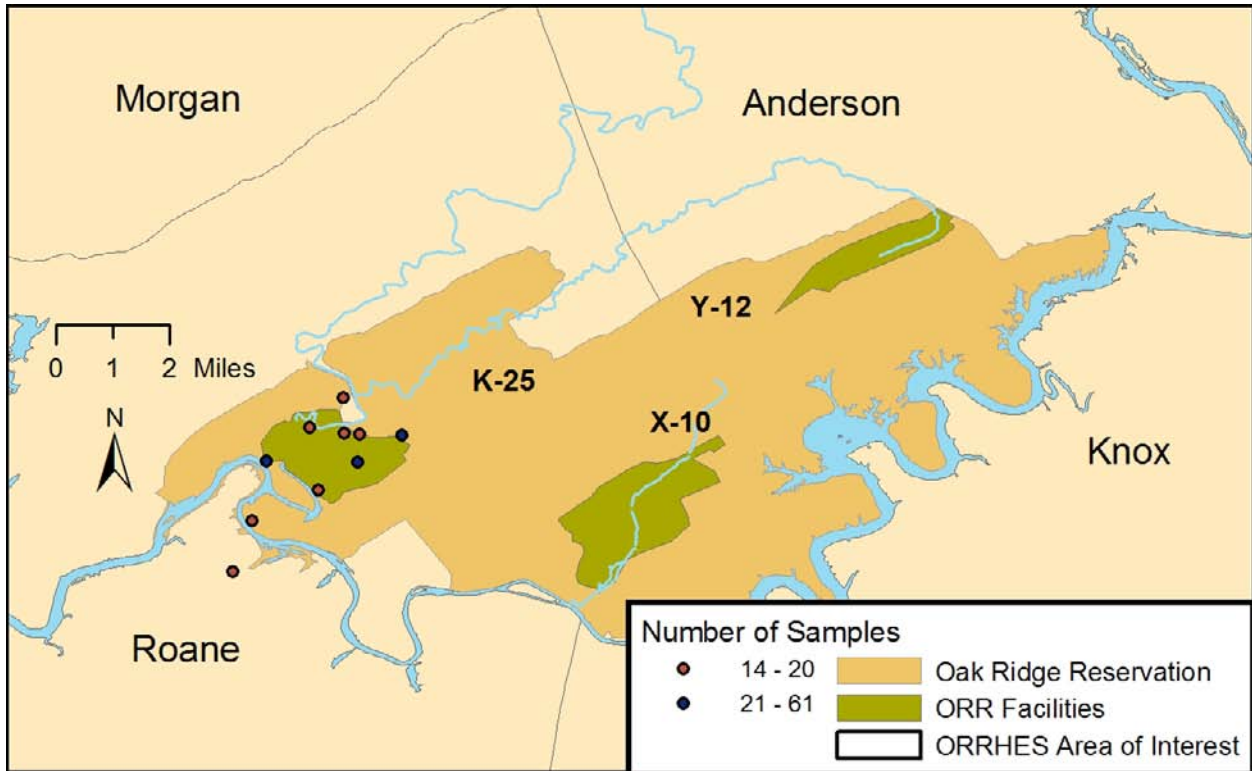 Morgan
Anderson
Y-12
0 1 2 Miles
K-25
N
X-10
Knox
Roane
Number of Samples
14 - 20
21 - 61
Oak Ridge Reservation
ORR Facilities
ORRHES Area of Interest